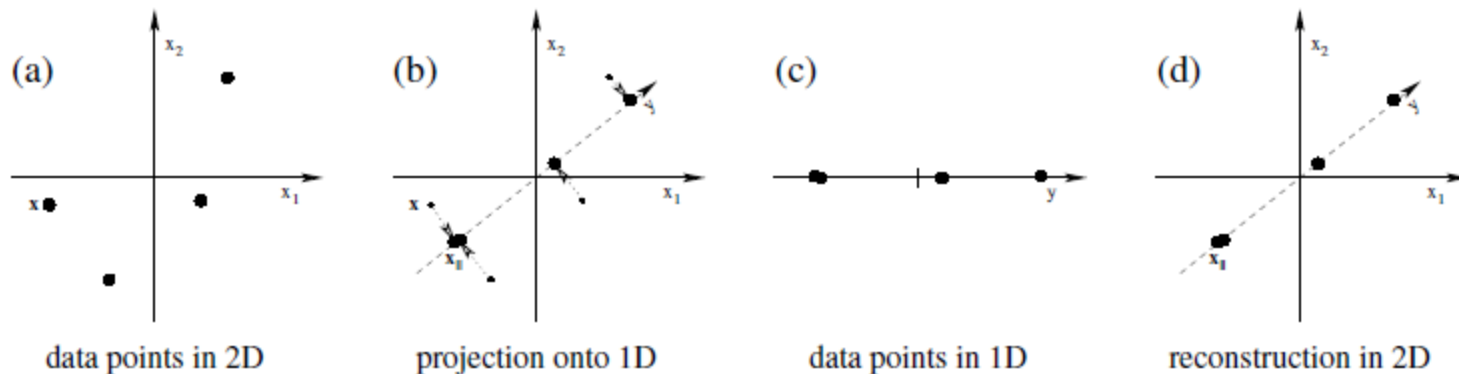 (a)
x₂
x₁
x
data points in 2D
(b)
x₂
y
x₁
x
x||
projection onto 1D
(c)
y
data points in 1D
(d)
x₂
y
x₁
x||
reconstruction in 2D